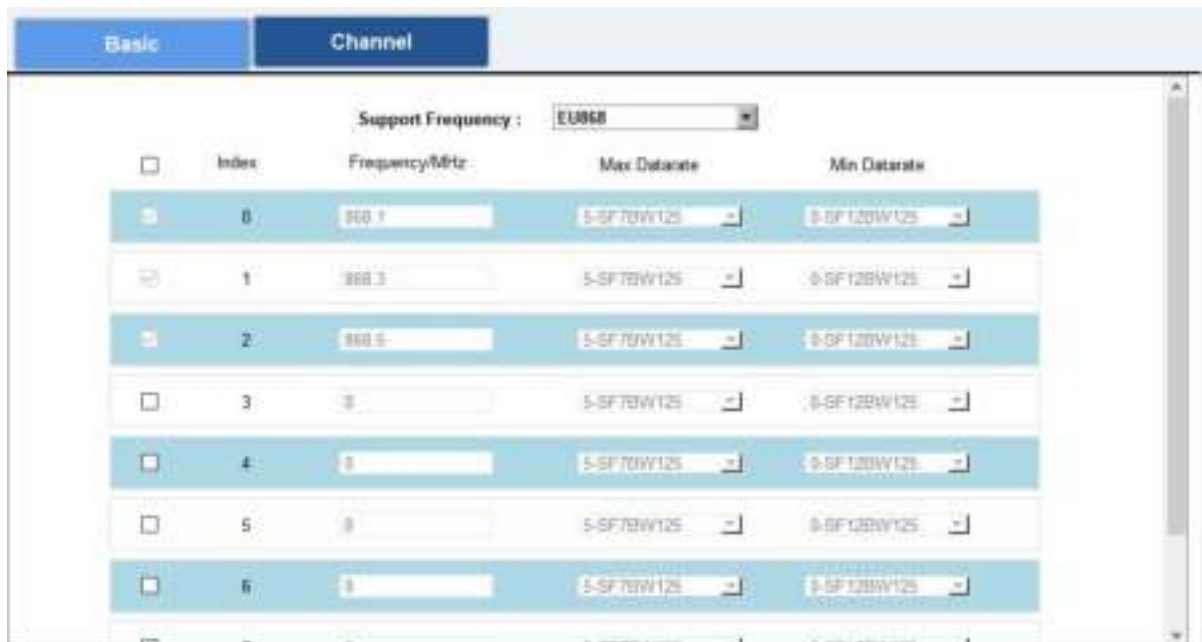 Basic Channel
Support Frequency : EU868
Index Frequency/MHz Max Datarate Min Datarate
0 868.1 5-SF7BW125 0-SF12BW125
1 868.3 5-SF7BW125 0-SF12BW125
2 868.5 5-SF7BW125 0-SF12BW125
3 0 5-SF7BW125 0-SF12BW125
4 0 5-SF7BW125 0-SF12BW125
5 0 5-SF7BW125 0-SF12BW125
6 0 5-SF7BW125 0-SF12BW125